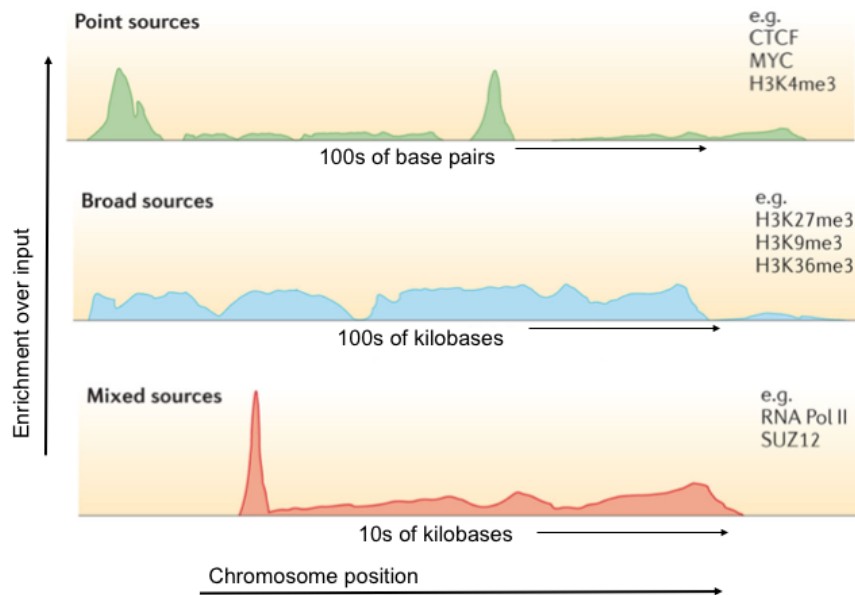 Point sources
e.g.
CTCF
MYC
H3K4me3
100s of base pairs
Broad sources
e.g.
H3K27me3
H3K9me3
H3K36me3
100s of kilobases
Mixed sources
e.g.
RNA Pol II
SUZ12
10s of kilobases
Enrichment over input
Chromosome position